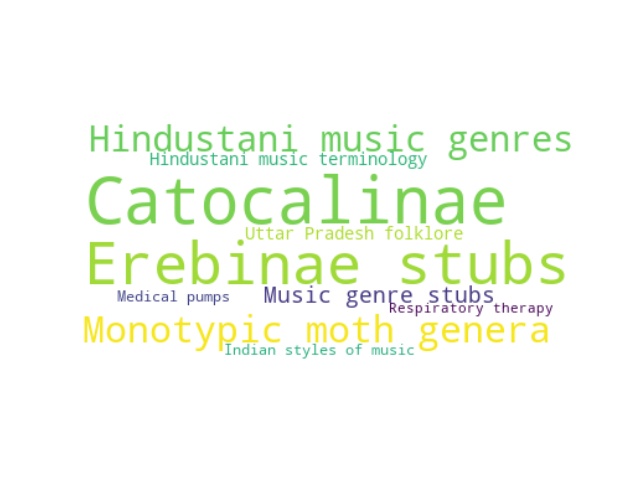 Hindustani music genres
Hindustani music terminology
Catocalinae
Uttar Pradesh folklore
Erebinae stubs
Medical pumps
Music genre stubs
Respiratory therapy
Monotypic moth genera
Indian styles of music